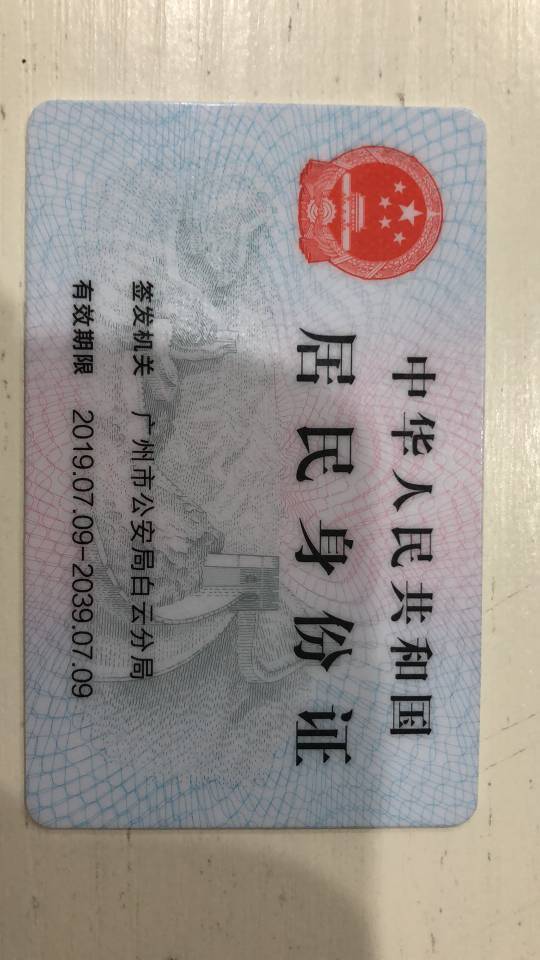 中华人民共和国
居民身份证
签发机关 广州市公安局白云分局
有效期限 2019.07.09-2039.07.09